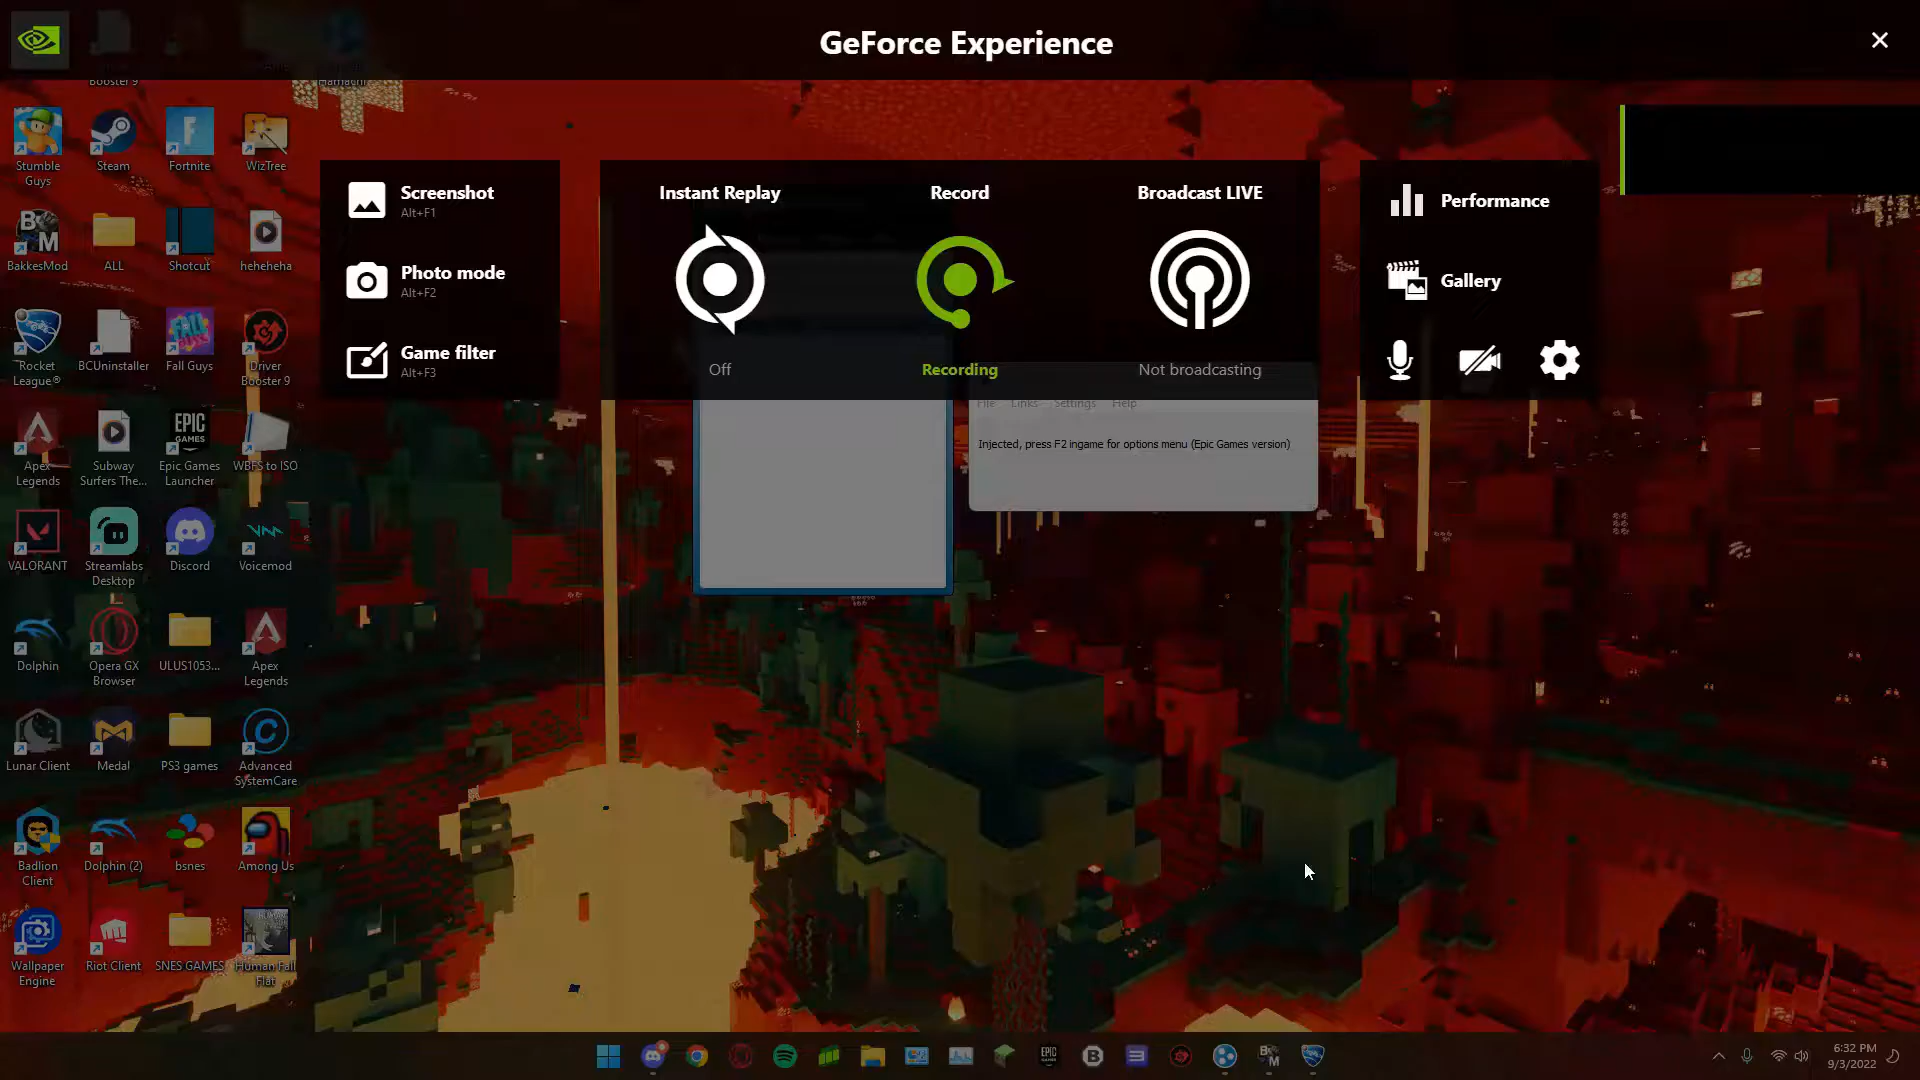 GeForce Experience
Booster 9
Hamachi
Stumble
Guys
Steam
Fortnite
WizTree
Screenshot
Alt+F1
Photo mode
Alt+F2
Game filter
Alt+F3
Instant Replay
Off
Record
Recording
Broadcast LIVE
Not broadcasting
Performance
Gallery
BakkesMod
ALL
Shotcut
heheheha
Rocket
League®
BCUninstaller
Fall Guys
Driver
Booster 9
File Links Settings Help
Injected, press F2 ingame for options menu (Epic Games version)
Apex
Legends
Subway
Surfers The...
EPIC
GAMES
Epic Games
Launcher
WBFS to ISO
VALORANT
Streamlabs
Desktop
Discord
Voicemod
Dolphin
Opera GX
Browser
ULUS1053...
Apex
Legends
Lunar Client
Medal
PS3 games
Advanced
SystemCare
Badlion
Client
Dolphin (2)
bsnes
Among Us
Wallpaper
Engine
Riot Client
SNES GAMES
Human Fall
Flat
6:32 PM
9/3/2022